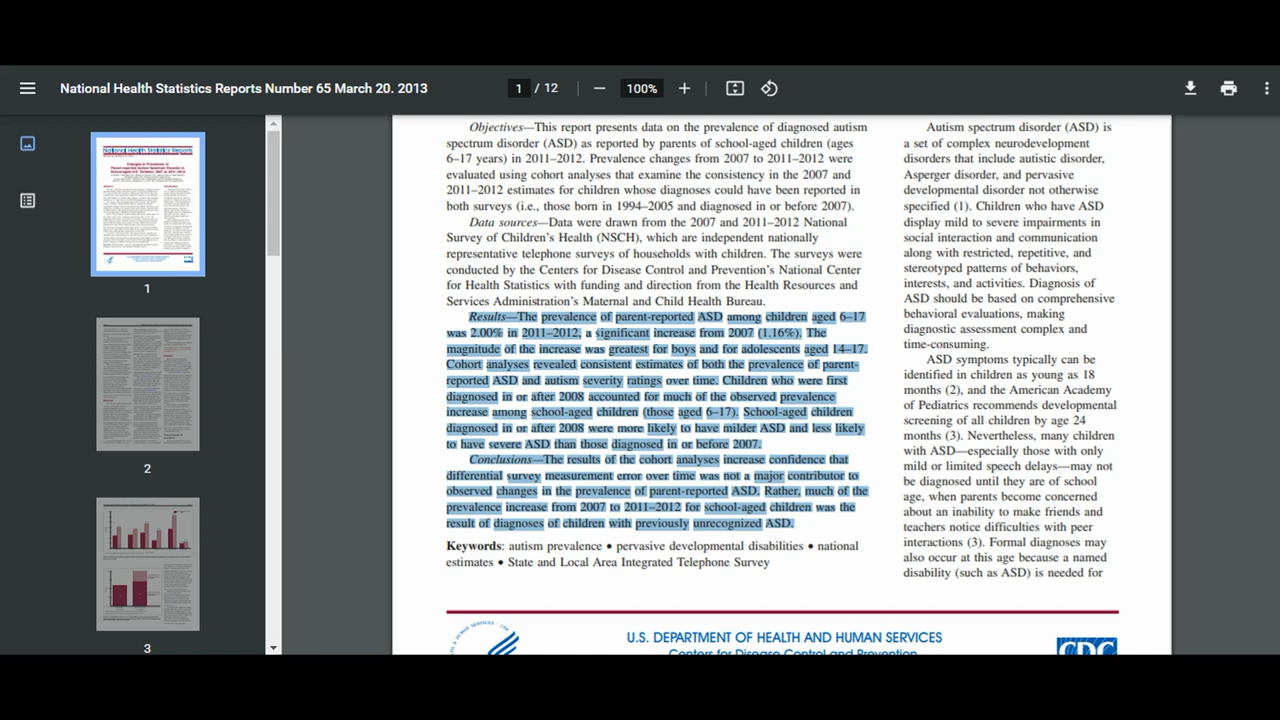 National Health Statistics Reports Number 65 March 20. 2013
1 / 12
100%
Objectives—This report presents data on the prevalence of diagnosed autism
spectrum disorder (ASD) as reported by parents of school-aged children (ages
6–17 years) in 2011–2012. Prevalence changes from 2007 to 2011–2012 were
evaluated using cohort analyses that examine the consistency in the 2007 and
2011–2012 estimates for children whose diagnoses could have been reported in
both surveys (i.e., those born in 1994–2005 and diagnosed in or before 2007).
Data sources—Data were drawn from the 2007 and 2011–2012 National
Survey of Children's Health (NSCH), which are independent nationally
representative telephone surveys of households with children. The surveys were
conducted by the Centers for Disease Control and Prevention's National Center
for Health Statistics with funding and direction from the Health Resources and
Services Administration's Maternal and Child Health Bureau.
Results—The prevalence of parent-reported ASD among children aged 6–17
was 2.00% in 2011–2012, a significant increase from 2007 (1.16%). The
magnitude of the increase was greatest for boys and for adolescents aged 14–17.
Cohort analyses revealed consistent estimates of both the prevalence of parent-
reported ASD and autism severity ratings over time. Children who were first
diagnosed in or after 2008 accounted for much of the observed prevalence
increase among school-aged children (those aged 6–17). School-aged children
diagnosed in or after 2008 were more likely to have milder ASD and less likely
to have severe ASD than those diagnosed in or before 2007.
Conclusions—The results of the cohort analyses increase confidence that
differential survey measurement error over time was not a major contributor to
observed changes in the prevalence of parent-reported ASD. Rather, much of the
prevalence increase from 2007 to 2011–2012 for school-aged children was the
result of diagnoses of children with previously unrecognized ASD.
Keywords: autism prevalence • pervasive developmental disabilities • national
estimates • State and Local Area Integrated Telephone Survey
Autism spectrum disorder (ASD) is
a set of complex neurodevelopment
disorders that include autistic disorder,
Asperger disorder, and pervasive
developmental disorder not otherwise
specified (1). Children who have ASD
display mild to severe impairments in
social interaction and communication
along with restricted, repetitive, and
stereotyped patterns of behaviors,
interests, and activities. Diagnosis of
ASD should be based on comprehensive
behavioral evaluations, making
diagnostic assessment complex and
time-consuming.
ASD symptoms typically can be
identified in children as young as 18
months (2), and the American Academy
of Pediatrics recommends developmental
screening of all children by age 24
months (3). Nevertheless, many children
with ASD—especially those with only
mild or limited speech delays—may not
be diagnosed until they are of school
age, when parents become concerned
about an inability to make friends and
teachers notice difficulties with peer
interactions (3). Formal diagnoses may
also occur at this age because a named
disability (such as ASD) is needed for
U.S. DEPARTMENT OF HEALTH AND HUMAN SERVICES
Centers for Disease Control and Prevention
CDC
National Health Statistics Reports
1
2
3